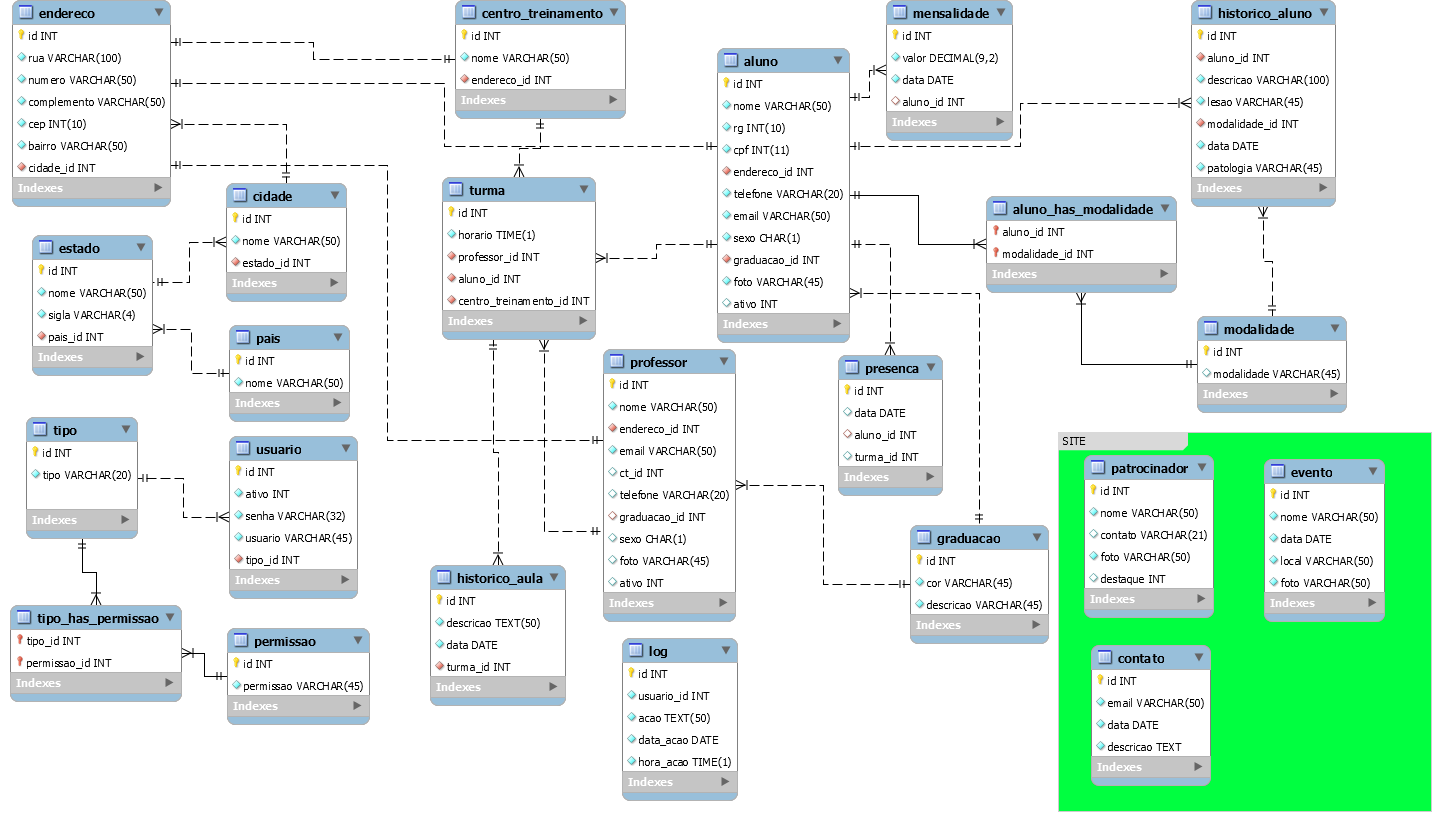 endereco
id INT
rua VARCHAR(100)
numero VARCHAR(50)
complemento VARCHAR(50)
cep INT(10)
bairro VARCHAR(50)
cidade_id INT
Indexes
centro_treinamento
id INT
nome VARCHAR(50)
endereco_id INT
Indexes
aluno
id INT
nome VARCHAR(50)
rg INT(10)
cpf INT(11)
endereco_id INT
telefone VARCHAR(20)
email VARCHAR(50)
sexo CHAR(1)
graduacao_id INT
foto VARCHAR(45)
ativo INT
Indexes
mensalidade
id INT
valor DECIMAL(9,2)
data DATE
aluno_id INT
Indexes
historico_aluno
id INT
aluno_id INT
descricao VARCHAR(100)
lesao VARCHAR(45)
modalidade_id INT
data DATE
patologia VARCHAR(45)
Indexes
cidade
id INT
nome VARCHAR(50)
estado_id INT
Indexes
turma
id INT
horario TIME(1)
professor_id INT
aluno_id INT
centro_treinamento_id INT
Indexes
aluno_has_modalidade
aluno_id INT
modalidade_id INT
Indexes
estado
id INT
nome VARCHAR(50)
sigla VARCHAR(4)
pais_id INT
Indexes
pais
id INT
nome VARCHAR(50)
Indexes
professor
id INT
nome VARCHAR(50)
endereco_id INT
email VARCHAR(50)
ct_id INT
telefone VARCHAR(20)
graduacao_id INT
sexo CHAR(1)
foto VARCHAR(45)
ativo INT
Indexes
presenca
id INT
data DATE
aluno_id INT
turma_id INT
Indexes
modalidade
id INT
modalidade VARCHAR(45)
Indexes
tipo
id INT
tipo VARCHAR(20)
Indexes
usuario
id INT
ativo INT
senha VARCHAR(32)
usuario VARCHAR(45)
tipo_id INT
Indexes
historico_aula
id INT
descricao TEXT(50)
data DATE
turma_id INT
Indexes
graduacao
id INT
cor VARCHAR(45)
descricao VARCHAR(45)
Indexes
tipo_has_permissao
tipo_id INT
permissao_id INT
Indexes
permissao
id INT
permissao VARCHAR(45)
Indexes
log
id INT
usuario_id INT
acao TEXT(50)
data_acao DATE
hora_acao TIME(1)
Indexes
SITE
patrocinador
id INT
nome VARCHAR(50)
contato VARCHAR(21)
foto VARCHAR(50)
destaque INT
Indexes
evento
id INT
nome VARCHAR(50)
data DATE
local VARCHAR(50)
foto VARCHAR(50)
Indexes
contato
id INT
email VARCHAR(50)
data DATE
descricao TEXT
Indexes